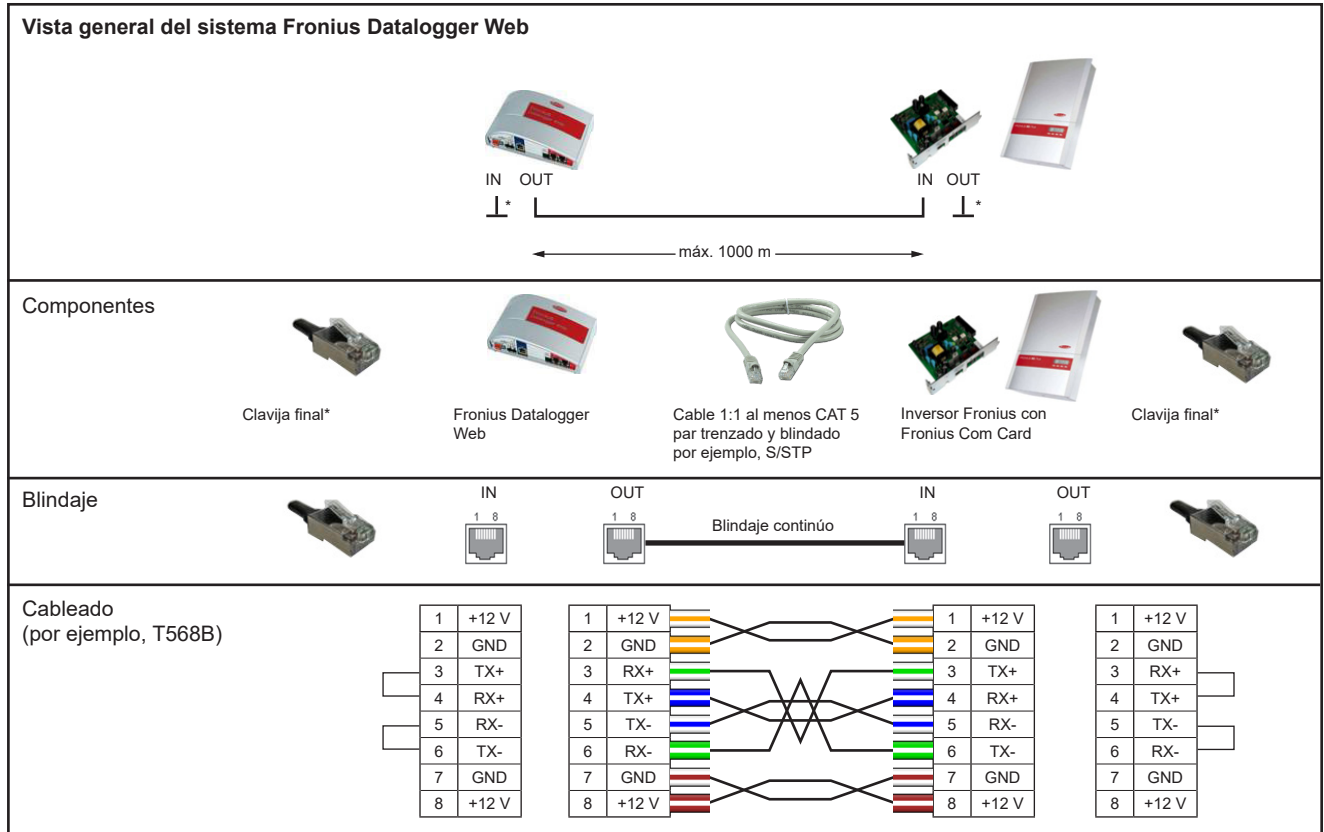 Vista general del sistema Fronius Datalogger Web
IN OUT
IN OUT
* *
máx. 1000 m
Componentes
Clavija final*
Fronius Datalogger
Web
Cable 1:1 al menos CAT 5
par trenzado y blindado
por ejemplo, S/STP
Inversor Fronius con
Fronius Com Card
Clavija final*
Blindaje
IN OUT IN OUT
1 8 1 8 1 8 1 8
Blindaje continúo
Cableado
(por ejemplo, T568B)
1 +12 V 1 +12 V 1 +12 V 1 +12 V
2 GND 2 GND 2 GND 2 GND
3 TX+ 3 RX+ 3 TX+ 3 RX+
4 RX+ 4 TX+ 4 RX+ 4 TX+
5 RX- 5 TX- 5 RX- 5 TX-
6 TX- 6 RX- 6 TX- 6 RX-
7 GND 7 GND 7 GND 7 GND
8 +12 V 8 +12 V 8 +12 V 8 +12 V